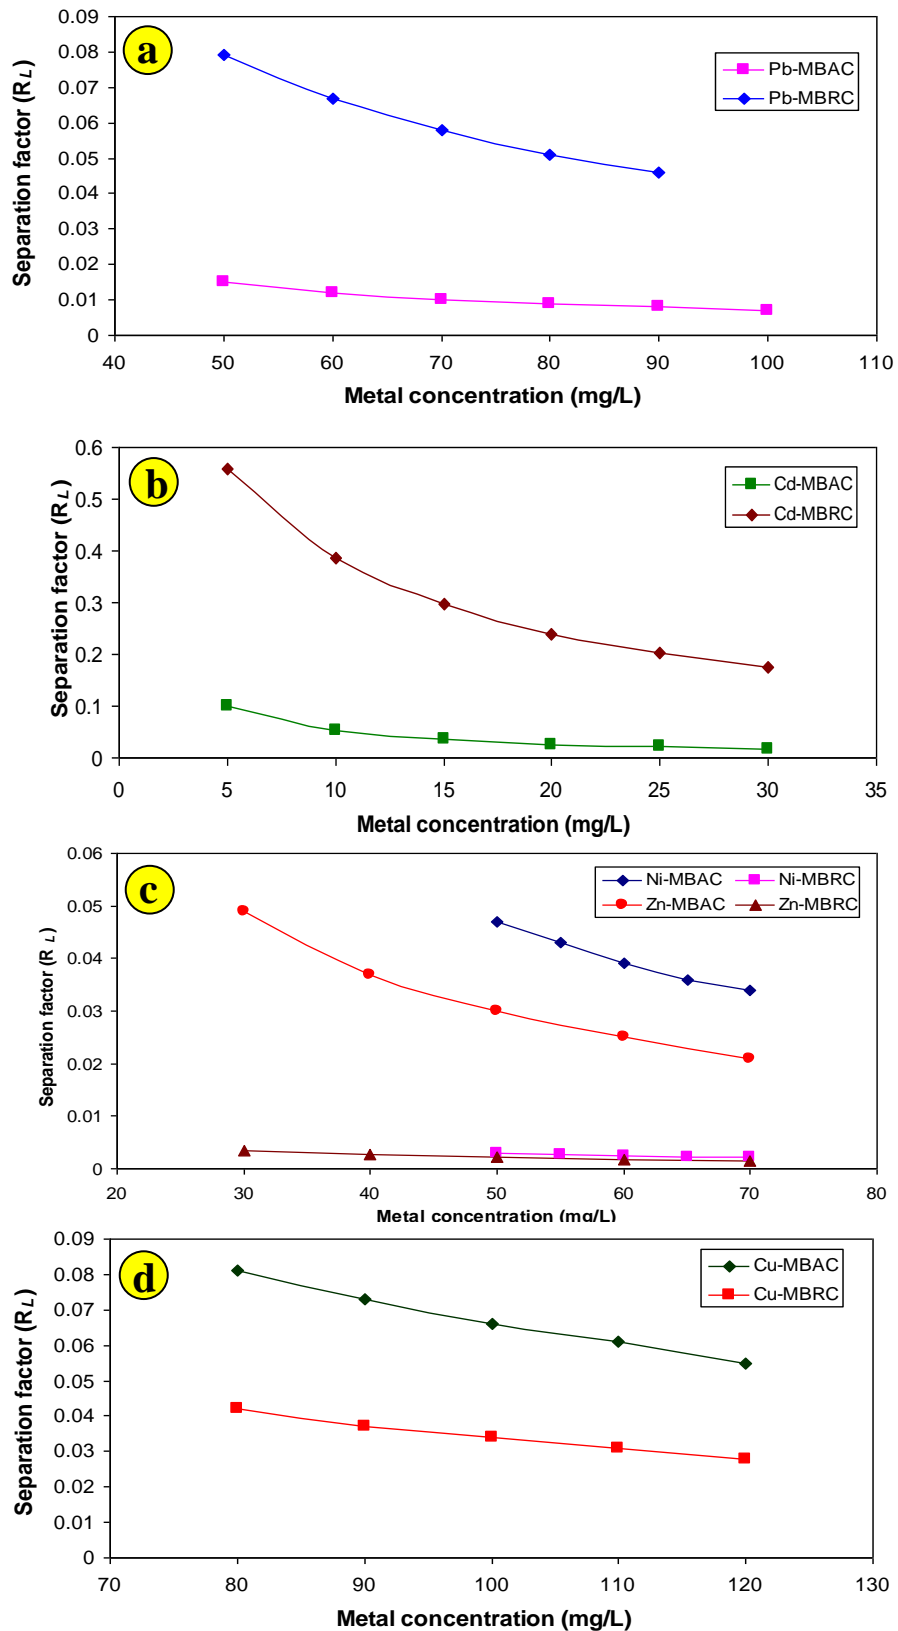 a
Separation factor (RL)
0.09
0.08
0.07
0.06
0.05
0.04
0.03
0.02
0.01
0
Pb-MBAC
Pb-MBRC
40 50 60 70 80 90 100 110
Metal concentration (mg/L)
b
Separation factor (RL)
0.6
0.5
0.4
0.3
0.2
0.1
0
Cd-MBAC
Cd-MBRC
0 5 10 15 20 25 30 35
Metal concentration (mg/L)
c
Separation factor (R L)
0.06
0.05
0.04
0.03
0.02
0.01
0
Ni-MBAC Ni-MBRC
Zn-MBAC Zn-MBRC
20 30 40 50 60 70 80
Metal concentration (mg/L)
d
Separation factor (RL)
0.09
0.08
0.07
0.06
0.05
0.04
0.03
0.02
0.01
0
Cu-MBAC
Cu-MBRC
70 80 90 100 110 120 130
Metal concentration (mg/L)